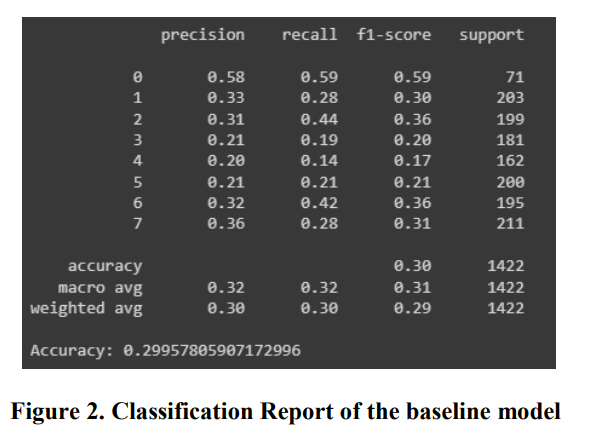 precision recall f1-score support
0 0.58 0.59 0.59 71
1 0.33 0.28 0.30 203
2 0.31 0.44 0.36 199
3 0.21 0.19 0.20 181
4 0.20 0.14 0.17 162
5 0.21 0.21 0.21 200
6 0.32 0.42 0.36 195
7 0.36 0.28 0.31 211
accuracy 0.30 1422
macro avg 0.32 0.32 0.31 1422
weighted avg 0.30 0.30 0.29 1422
Accuracy: 0.29957805907172996
Figure 2. Classification Report of the baseline model